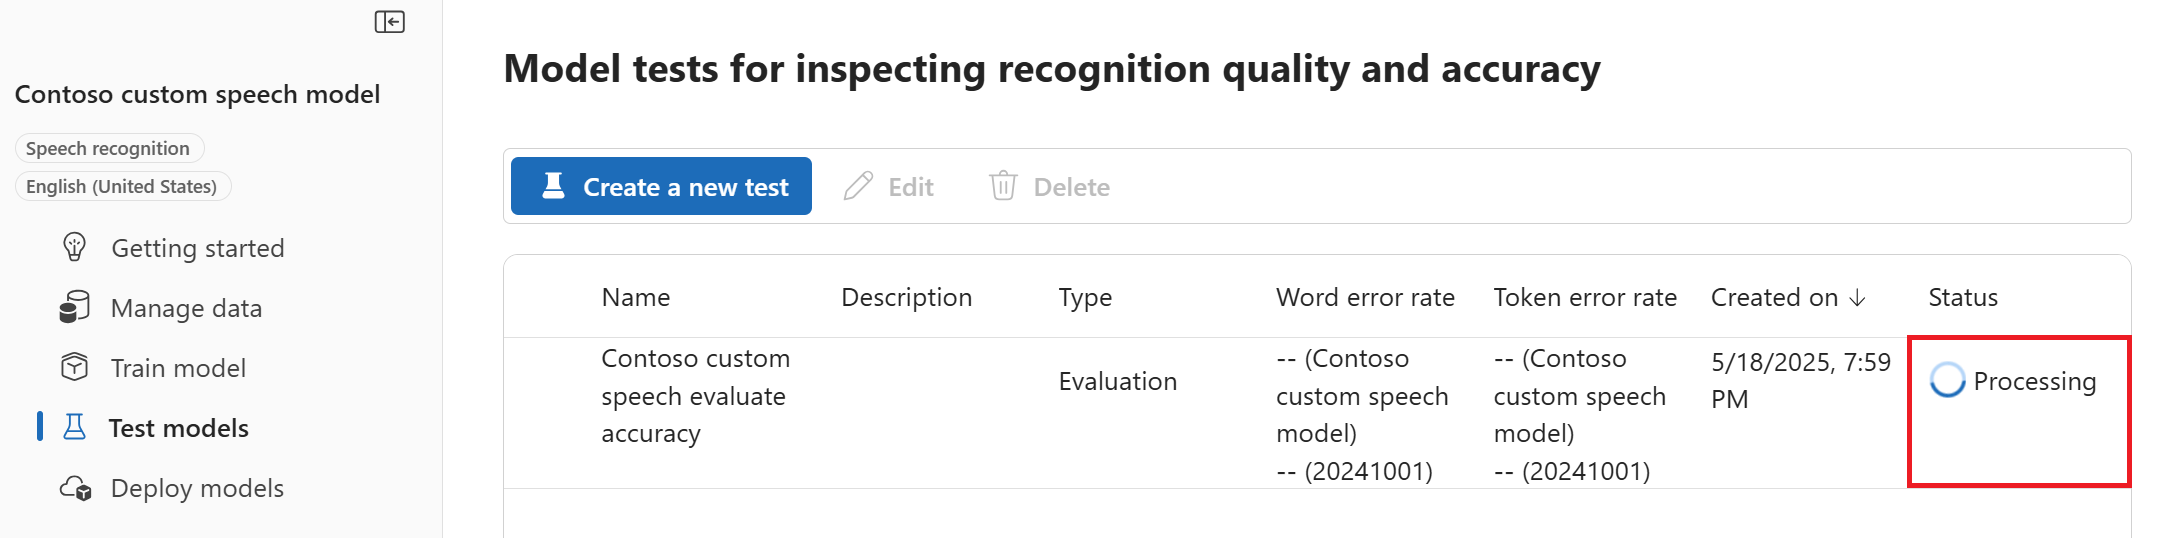 Contoso custom speech model
Speech recognition
English (United States)
Getting started
Manage data
Train model
Test models
Deploy models
Model tests for inspecting recognition quality and accuracy
Create a new test
Edit
Delete
Name
Description
Type
Word error rate
Token error rate
Created on ↓
Status
Contoso custom
speech evaluate
accuracy
Evaluation
-- (Contoso
custom speech
model)
-- (20241001)
-- (Contoso
custom speech
model)
-- (20241001)
5/18/2025, 7:59
PM
Processing